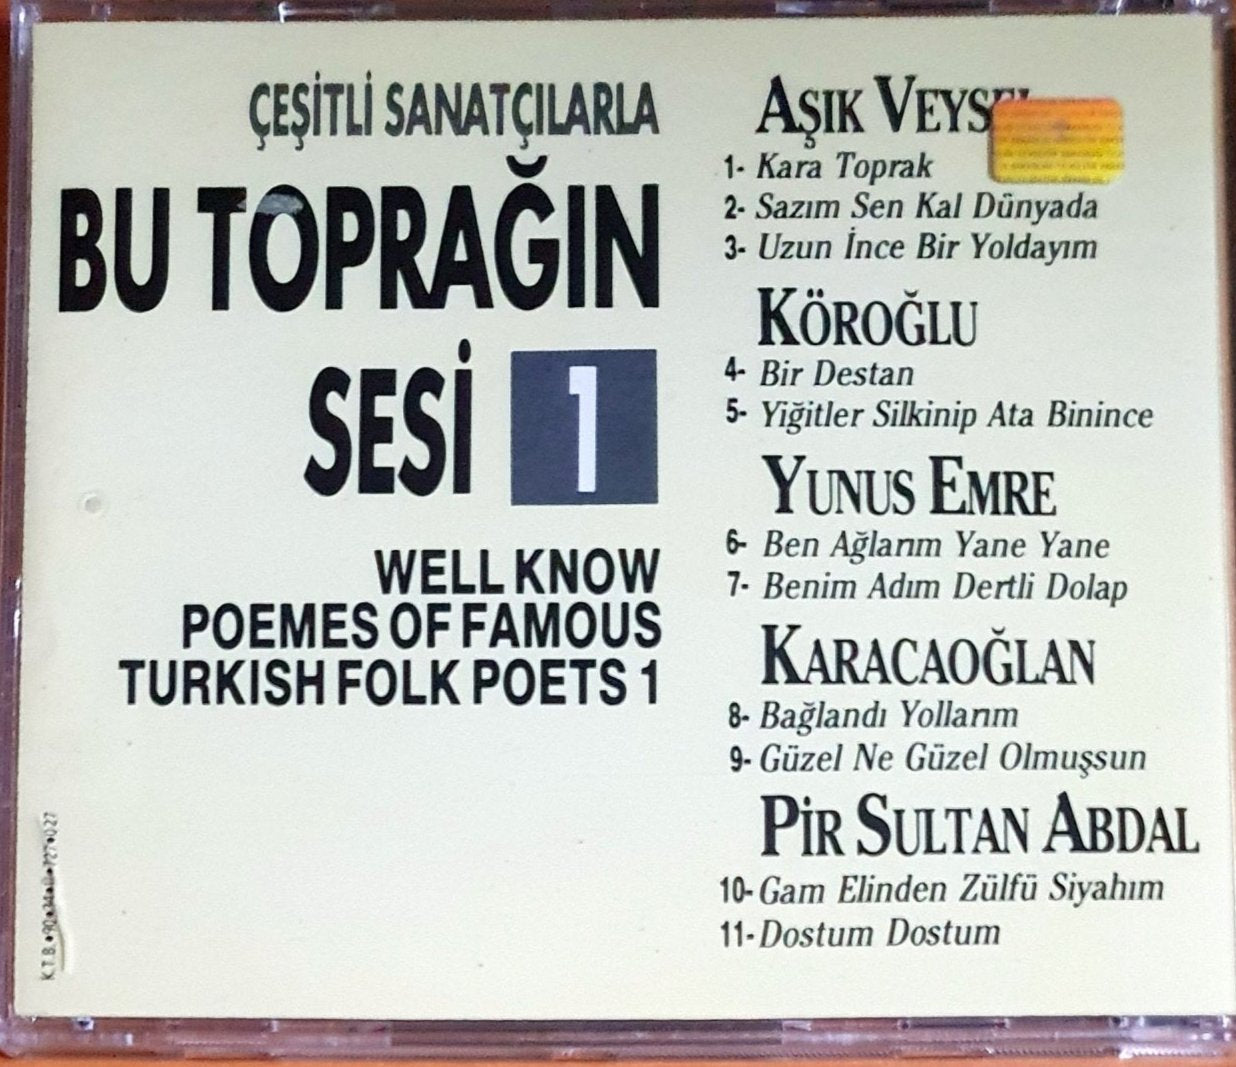 ÇEŞİTLİ SANATÇILARLA
BU TOPRAĞIN
SESİ 1
WELL KNOW
POEMES OF FAMOUS
TURKISH FOLK POETS 1
AŞIK VEYSEL
1- Kara Toprak
2- Sazım Sen Kal Dünyada
3- Uzun İnce Bir Yoldayım
KÖROĞLU
4- Bir Destan
5- Yiğitler Silkinip Ata Binince
YUNUS EMRE
6- Ben Ağlarım Yane Yane
7- Benim Adım Dertli Dolap
KARACAOĞLAN
8- Bağlandı Yollarım
9- Güzel Ne Güzel Olmuşsun
PİR SULTAN ABDAL
10- Gam Elinden Zülfü Siyahım
11- Dostum Dostum
K.T.B.